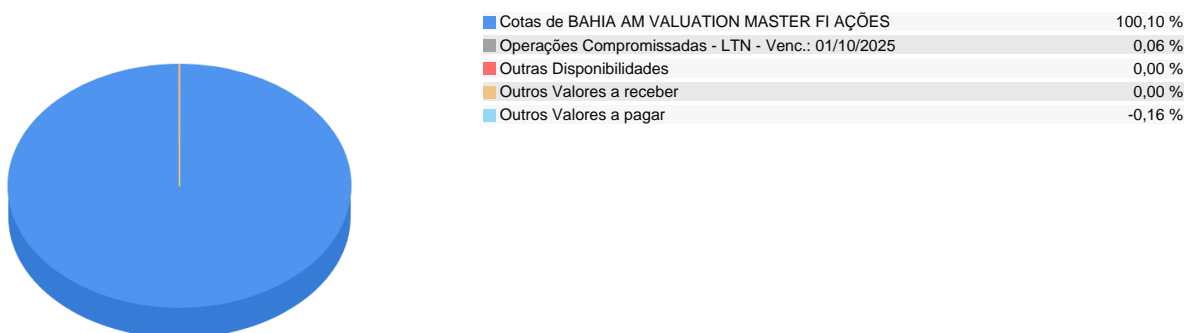 Cotas de BAHIA AM VALUATION MASTER FI AÇÕES 100,10 %
Operações Compromissadas - LTN - Venc.: 01/10/2025 0,06 %
Outras Disponibilidades 0,00 %
Outros Valores a receber 0,00 %
Outros Valores a pagar -0,16 %